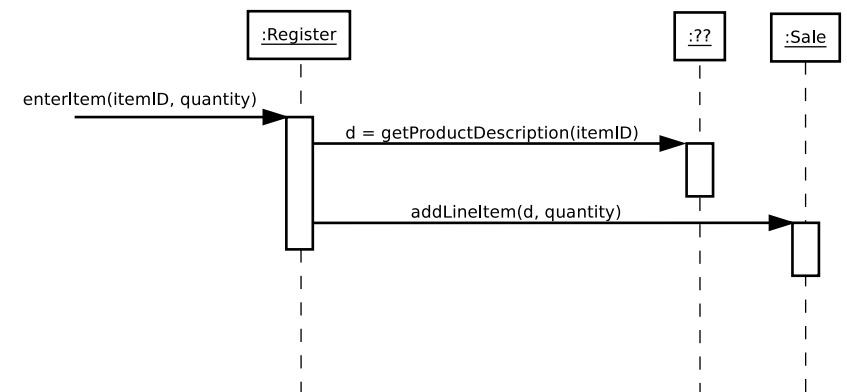 :Register
:??
:Sale
enterItem(itemID, quantity)
d = getProductDescription(itemID)
addLineItem(d, quantity)